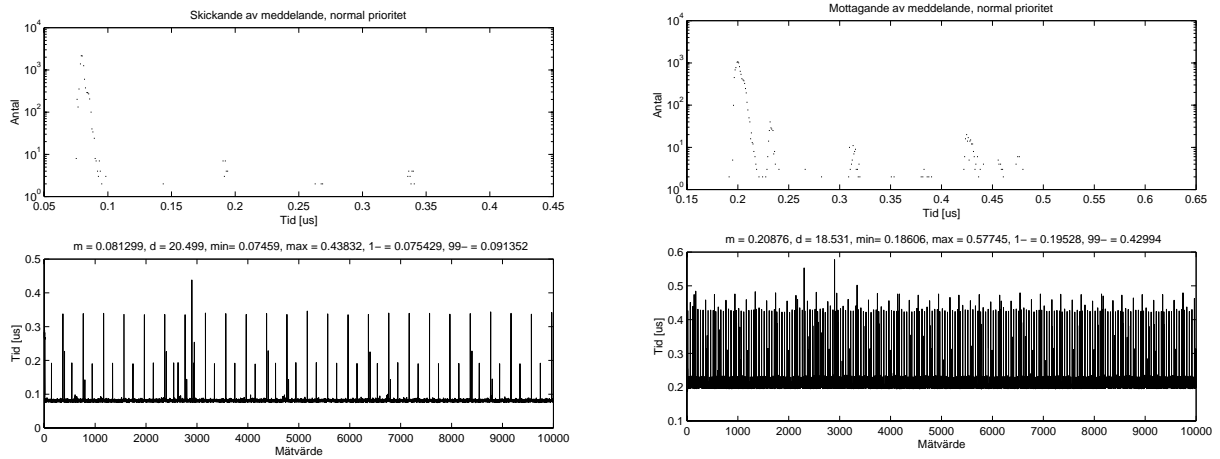 Skickande av meddelande, normal prioritet
10^4
10^3
10^2
10^1
10^0
Antal
0.05 0.1 0.15 0.2 0.25 0.3 0.35 0.4 0.45
Tid [us]
m = 0.081299, d = 20.499, min= 0.07459, max = 0.43832, 1− = 0.075429, 99− = 0.091352
0.5
0.4
0.3
0.2
0.1
0
Tid [us]
0 1000 2000 3000 4000 5000 6000 7000 8000 9000 10000
Mätvärde
Mottagande av meddelande, normal prioritet
10^4
10^3
10^2
10^1
10^0
Antal
0.15 0.2 0.25 0.3 0.35 0.4 0.45 0.5 0.55 0.6 0.65
Tid [us]
m = 0.20876, d = 18.531, min= 0.18606, max = 0.57745, 1− = 0.19528, 99− = 0.42994
0.6
0.5
0.4
0.3
0.2
0.1
Tid [us]
0 1000 2000 3000 4000 5000 6000 7000 8000 9000 10000
Mätvärde